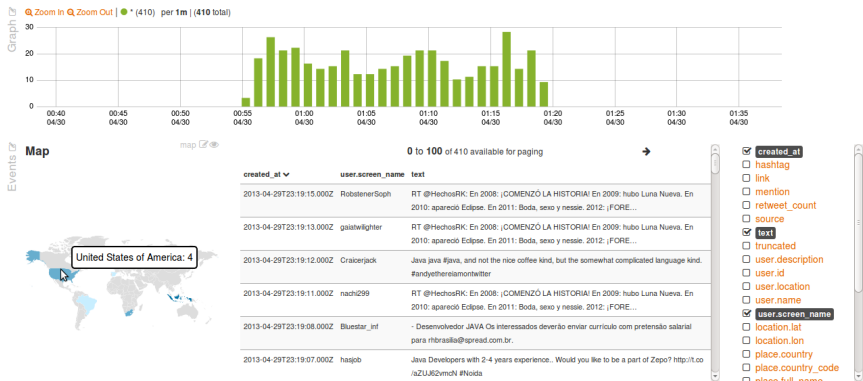 Zoom In Zoom Out | * (410) per 1m | (410 total)
Graph
30
20
10
0
00:40 00:45 00:50 00:55 01:00 01:05 01:10 01:15 01:20 01:25 01:30 01:35
04/30 04/30 04/30 04/30 04/30 04/30 04/30 04/30 04/30 04/30 04/30 04/30
Events
Map
map
United States of America: 4
0 to 100 of 410 available for paging
created_at user.screen_name text
2013-04-29T23:19:15.000Z RobstenerSoph RT @HechosRK: En 2008: ¡COMENZÓ LA HISTORIA! En 2009: hubo Luna Nueva. En
2010: apareció Eclipse. En 2011: Boda, sexo y nessie. 2012: ¡FORE...
2013-04-29T23:19:13.000Z gaiatwilighter RT @HechosRK: En 2008: ¡COMENZÓ LA HISTORIA! En 2009: hubo Luna Nueva. En
2010: apareció Eclipse. En 2011: Boda, sexo y nessie. 2012: ¡FORE...
2013-04-29T23:19:12.000Z Craicerjack Java java #java, and not the nice coffee kind, but the somewhat complicated language kind.
#andyethereiamontwitter
2013-04-29T23:19:11.000Z nachi299 RT @HechosRK: En 2008: ¡COMENZÓ LA HISTORIA! En 2009: hubo Luna Nueva. En
2010: apareció Eclipse. En 2011: Boda, sexo y nessie. 2012: ¡FORE...
2013-04-29T23:19:08.000Z Bluestar_inf - Desenvolvedor JAVA Os interessados deverão enviar currículo com pretensão salarial
para rhbrasilia@spread.com.br.
2013-04-29T23:19:07.000Z hasjob Java Developers with 2-4 years experience.. Would you like to be a part of Zepo? http://t.co
/aZUJ62vmcN #Noida
created_at
hashtag
link
mention
retweet_count
source
text
truncated
user.description
user.id
user.location
user.name
user.screen_name
location.lat
location.lon
place.country
place.country_code
place.full_name